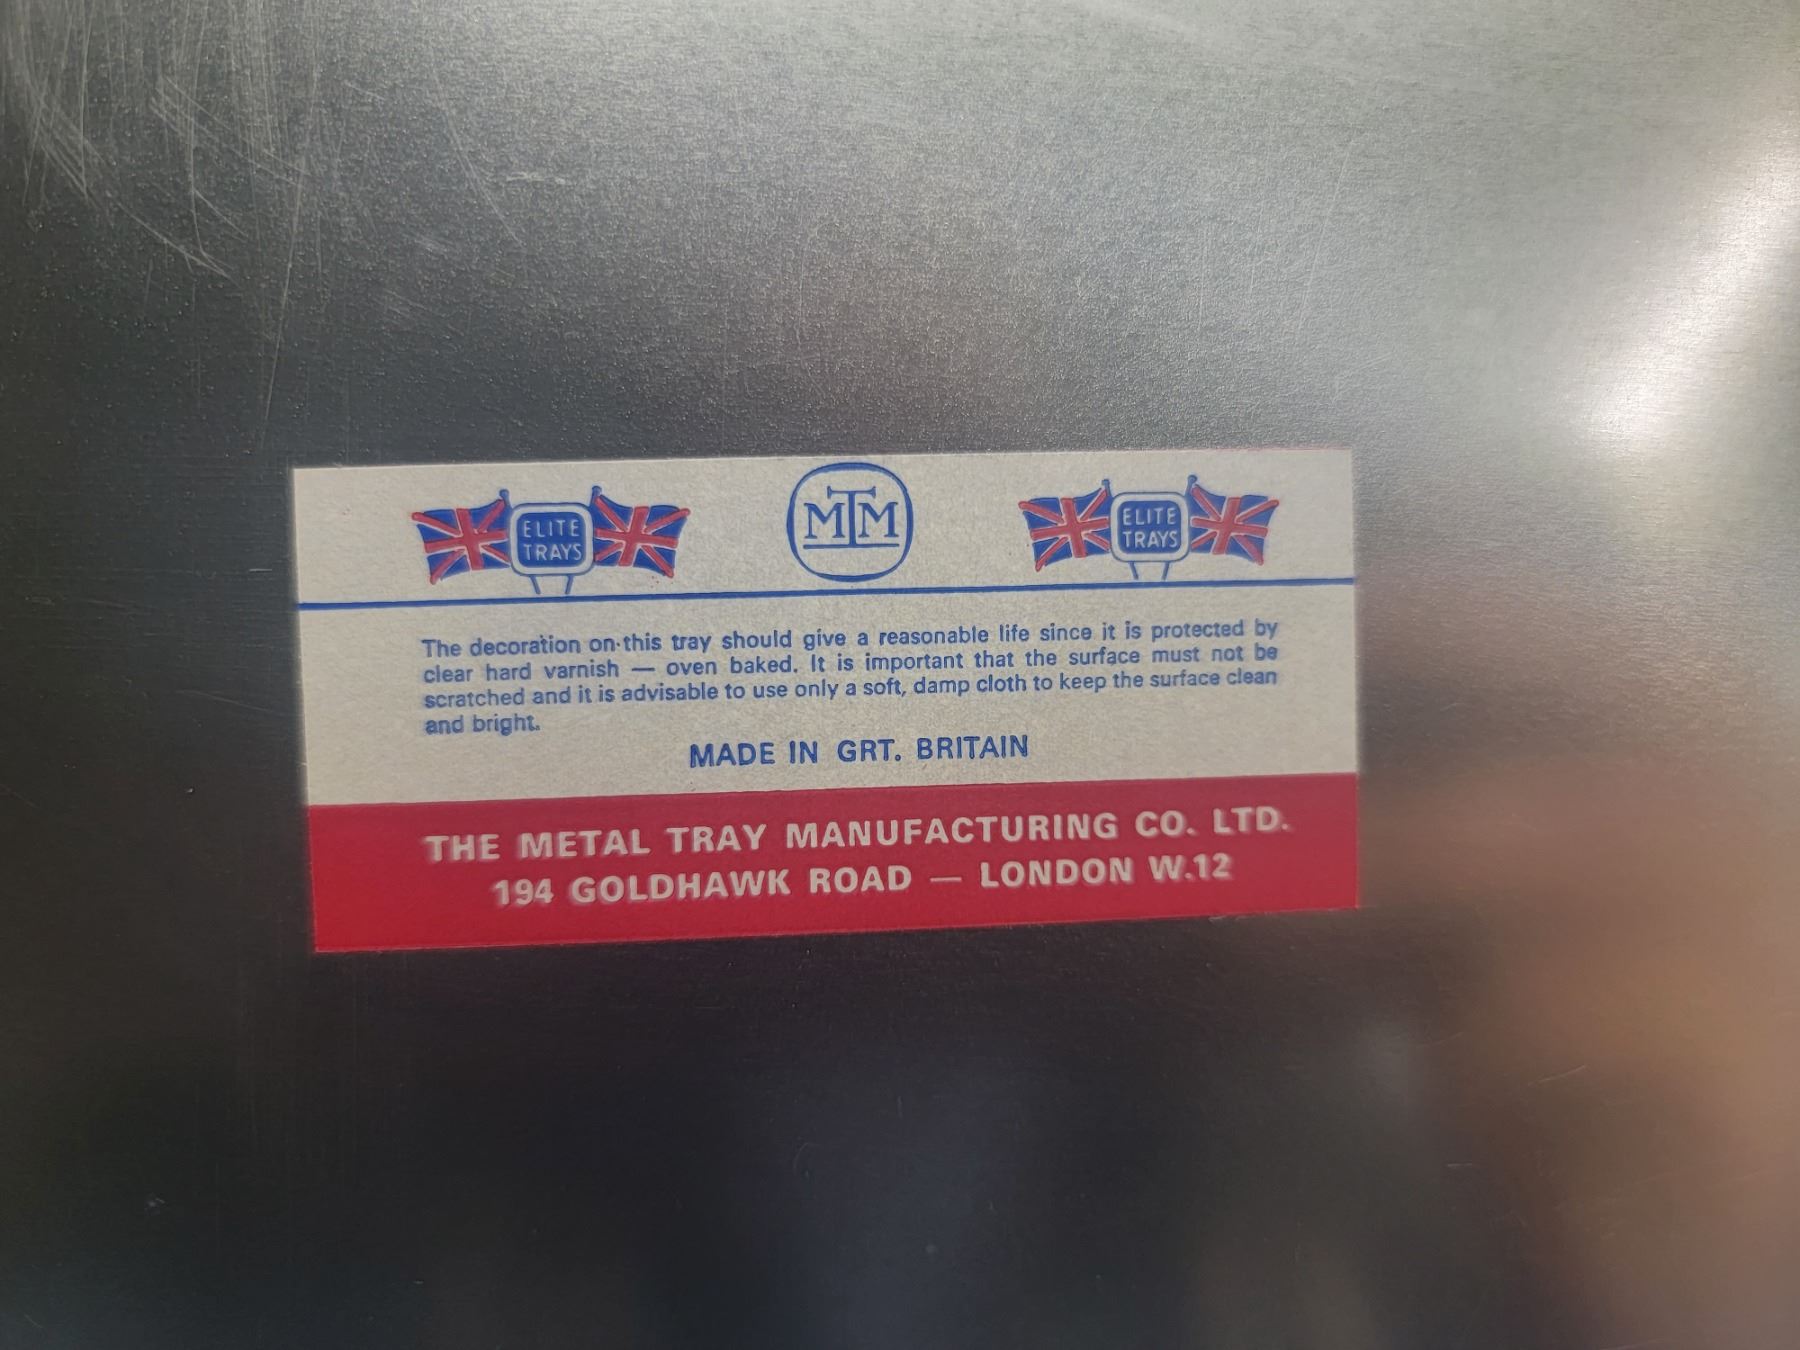 ELITE
TRAYS
MTM
ELITE
TRAYS
The decoration on this tray should give a reasonable life since it is protected by
clear hard varnish — oven baked. It is important that the surface must not be
scratched and it is advisable to use only a soft, damp cloth to keep the surface clean
and bright.
MADE IN GRT. BRITAIN
THE METAL TRAY MANUFACTURING CO. LTD.
194 GOLDHAWK ROAD — LONDON W.12